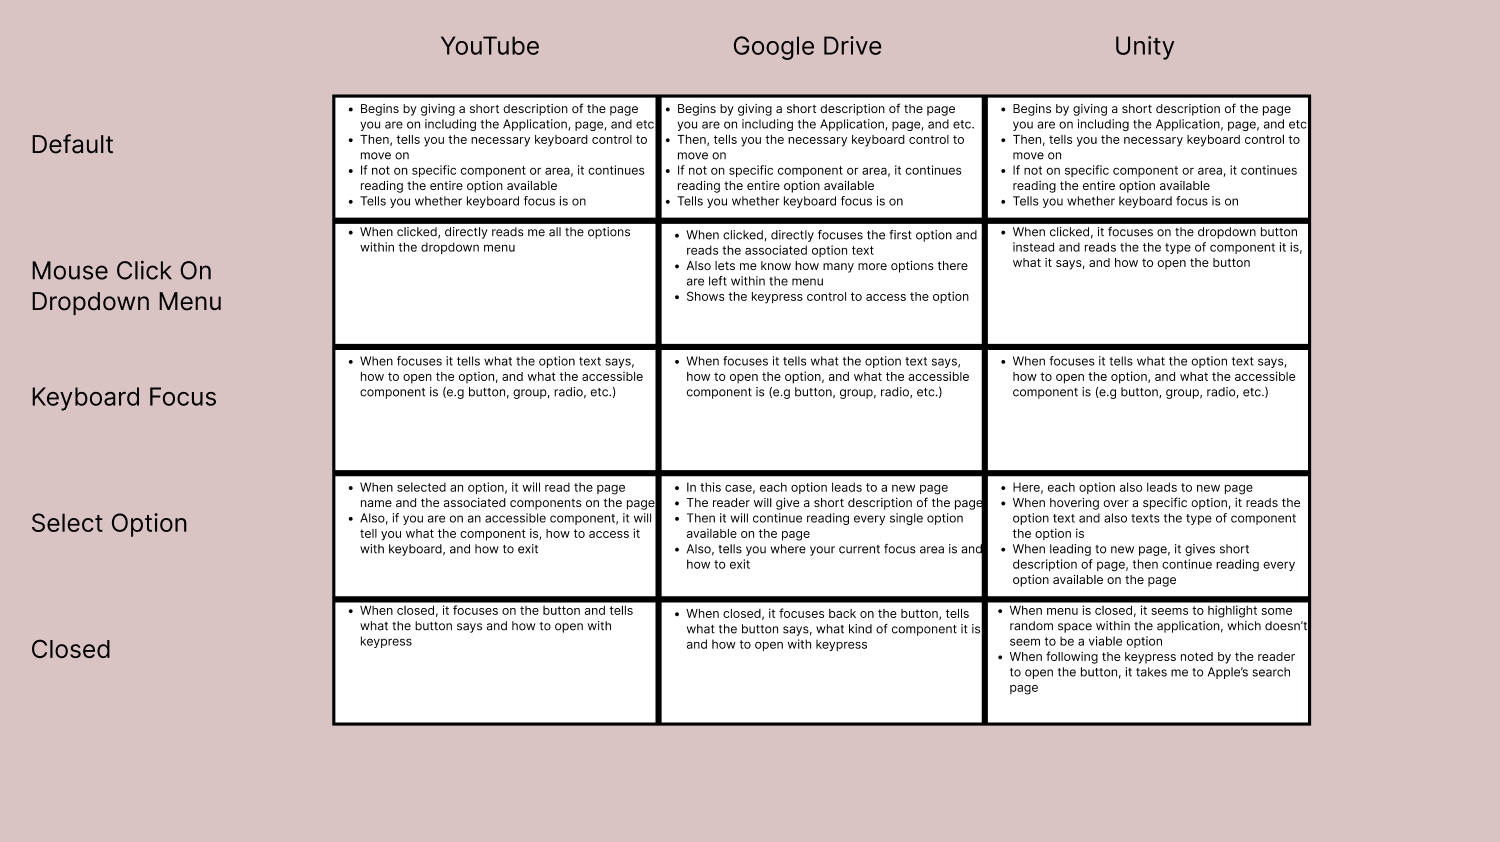 YouTube
Google Drive
Unity
Default
• Begins by giving a short description of the page
you are on including the Application, page, and etc
• Then, tells you the necessary keyboard control to
move on
• If not on specific component or area, it continues
reading the entire option available
• Tells you whether keyboard focus is on
• Begins by giving a short description of the page
you are on including the Application, page, and etc.
• Then, tells you the necessary keyboard control to
move on
• If not on specific component or area, it continues
reading the entire option available
• Tells you whether keyboard focus is on
• Begins by giving a short description of the page
you are on including the Application, page, and etc
• Then, tells you the necessary keyboard control to
move on
• If not on specific component or area, it continues
reading the entire option available
• Tells you whether keyboard focus is on
Mouse Click On
Dropdown Menu
• When clicked, directly reads me all the options
within the dropdown menu
• When clicked, directly focuses the first option and
reads the associated option text
• Also lets me know how many more options there
are left within the menu
• Shows the keypress control to access the option
• When clicked, it focuses on the dropdown button
instead and reads the the type of component it is,
what it says, and how to open the button
Keyboard Focus
• When focuses it tells what the option text says,
how to open the option, and what the accessible
component is (e.g button, group, radio, etc.)
• When focuses it tells what the option text says,
how to open the option, and what the accessible
component is (e.g button, group, radio, etc.)
• When focuses it tells what the option text says,
how to open the option, and what the accessible
component is (e.g button, group, radio, etc.)
Select Option
• When selected an option, it will read the page
name and the associated components on the page
• Also, if you are on an accessible component, it will
tell you what the component is, how to access it
with keyboard, and how to exit
• In this case, each option leads to a new page
• The reader will give a short description of the page
• Then it will continue reading every single option
available on the page
• Also, tells you where your current focus area is and
how to exit
• Here, each option also leads to new page
• When hovering over a specific option, it reads the
option text and also texts the type of component
the option is
• When leading to new page, it gives short
description of page, then continue reading every
option available on the page
Closed
• When closed, it focuses on the button and tells
what the button says and how to open with
keypress
• When closed, it focuses back on the button, tells
what the button says, what kind of component it is
and how to open with keypress
• When menu is closed, it seems to highlight some
random space within the application, which doesn't
seem to be a viable option
• When following the keypress noted by the reader
to open the button, it takes me to Apple's search
page